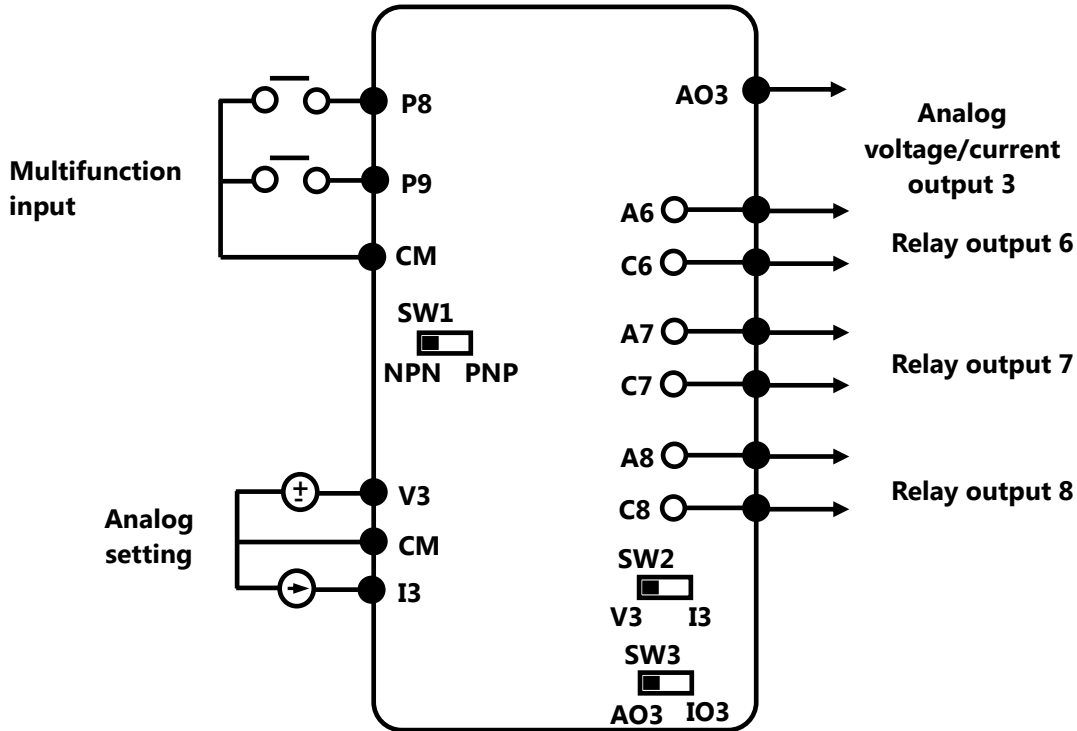 Multifunction
input
P8
P9
CM
SW1
NPN PNP
Analog
setting
V3
CM
I3
AO3
Analog
voltage/current
output 3
A6
C6
Relay output 6
A7
C7
Relay output 7
A8
C8
Relay output 8
SW2
V3 I3
SW3
AO3 IO3